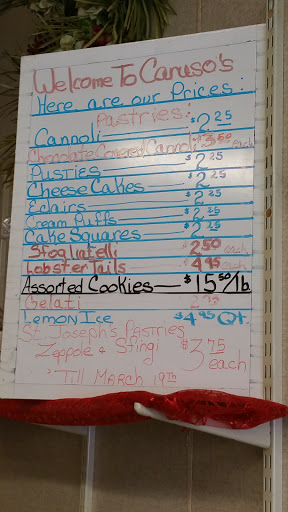 Welcome To Caruso's
Here are our Prices:
Pastries:
Cannoli $2.25
Chocolate Covered Cannoli $3.50 each
Pusties $2.25
Cheese Cakes $2.25
Eclairs $2.25
Cream Puffs $2.25
Cake Squares $2.25
Sfogliatelli $2.50 each
Lobster Tails $4.95 each
Assorted Cookies $15.50/lb
Gelati 2.75
Lemon Ice $4.95 Qt.
St. Joseph's Pastries
Zeppole & Sfingi $3.75 each
'Till March 19th